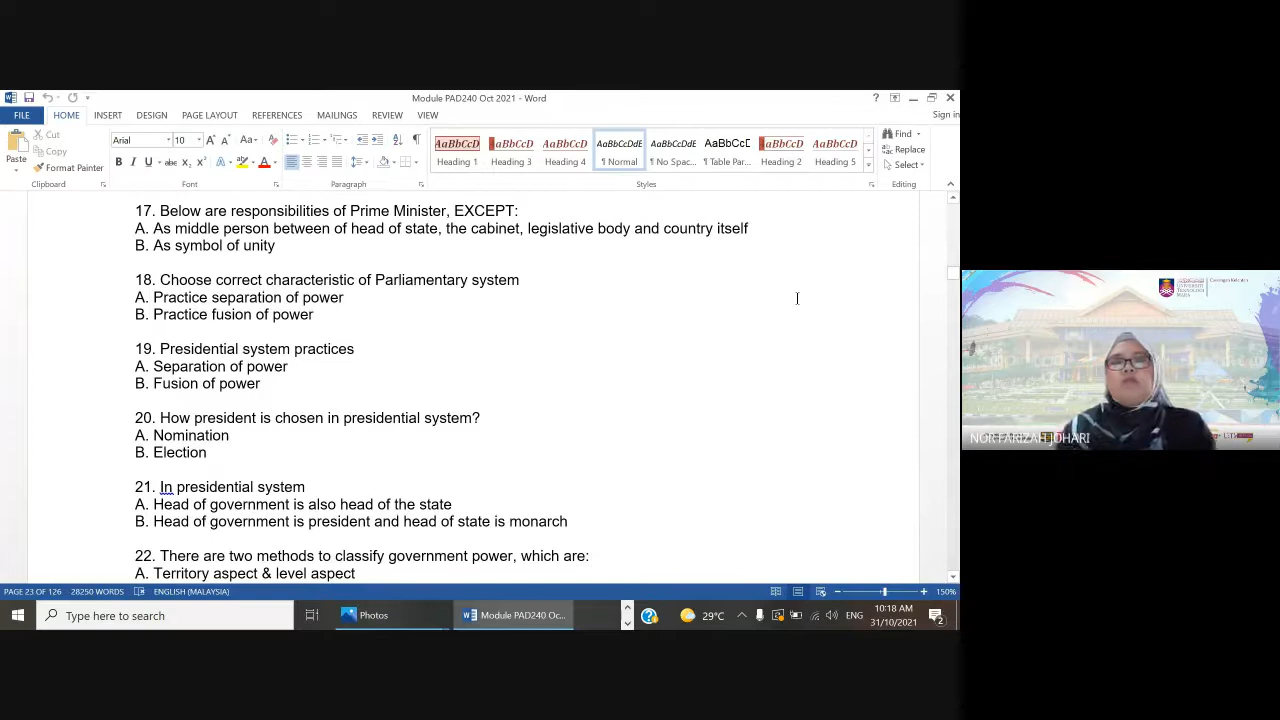 Module PAD240 Oct 2021 - Word
FILE HOME INSERT DESIGN PAGE LAYOUT REFERENCES MAILINGS REVIEW VIEW Sign in
Paste Cut Copy Format Painter
Arial 10
AaBbCcD AaBbCcD AaBbCcD AaBbCcDdE AaBbCcDdE AaBbCcD AaBbCcD AaBbCcD
Heading 1 Heading 3 Heading 4 ¶ Normal ¶ No Spac... ¶ Table Par... Heading 2 Heading 5
Find
Replace
Select
Clipboard Font Paragraph Styles Editing
17. Below are responsibilities of Prime Minister, EXCEPT:
A. As middle person between of head of state, the cabinet, legislative body and country itself
B. As symbol of unity
18. Choose correct characteristic of Parliamentary system
A. Practice separation of power
B. Practice fusion of power
19. Presidential system practices
A. Separation of power
B. Fusion of power
20. How president is chosen in presidential system?
A. Nomination
B. Election
21. In presidential system
A. Head of government is also head of the state
B. Head of government is president and head of state is monarch
22. There are two methods to classify government power, which are:
A. Territory aspect & level aspect
PAGE 23 OF 126 28250 WORDS ENGLISH (MALAYSIA) 150%
Type here to search Photos Module PAD240 Oc... 29°C ENG 10:18 AM
31/10/2021 2
UNIVERSITI
TEKNOLOGI
MARA
NOR FARIZAH JOHARI